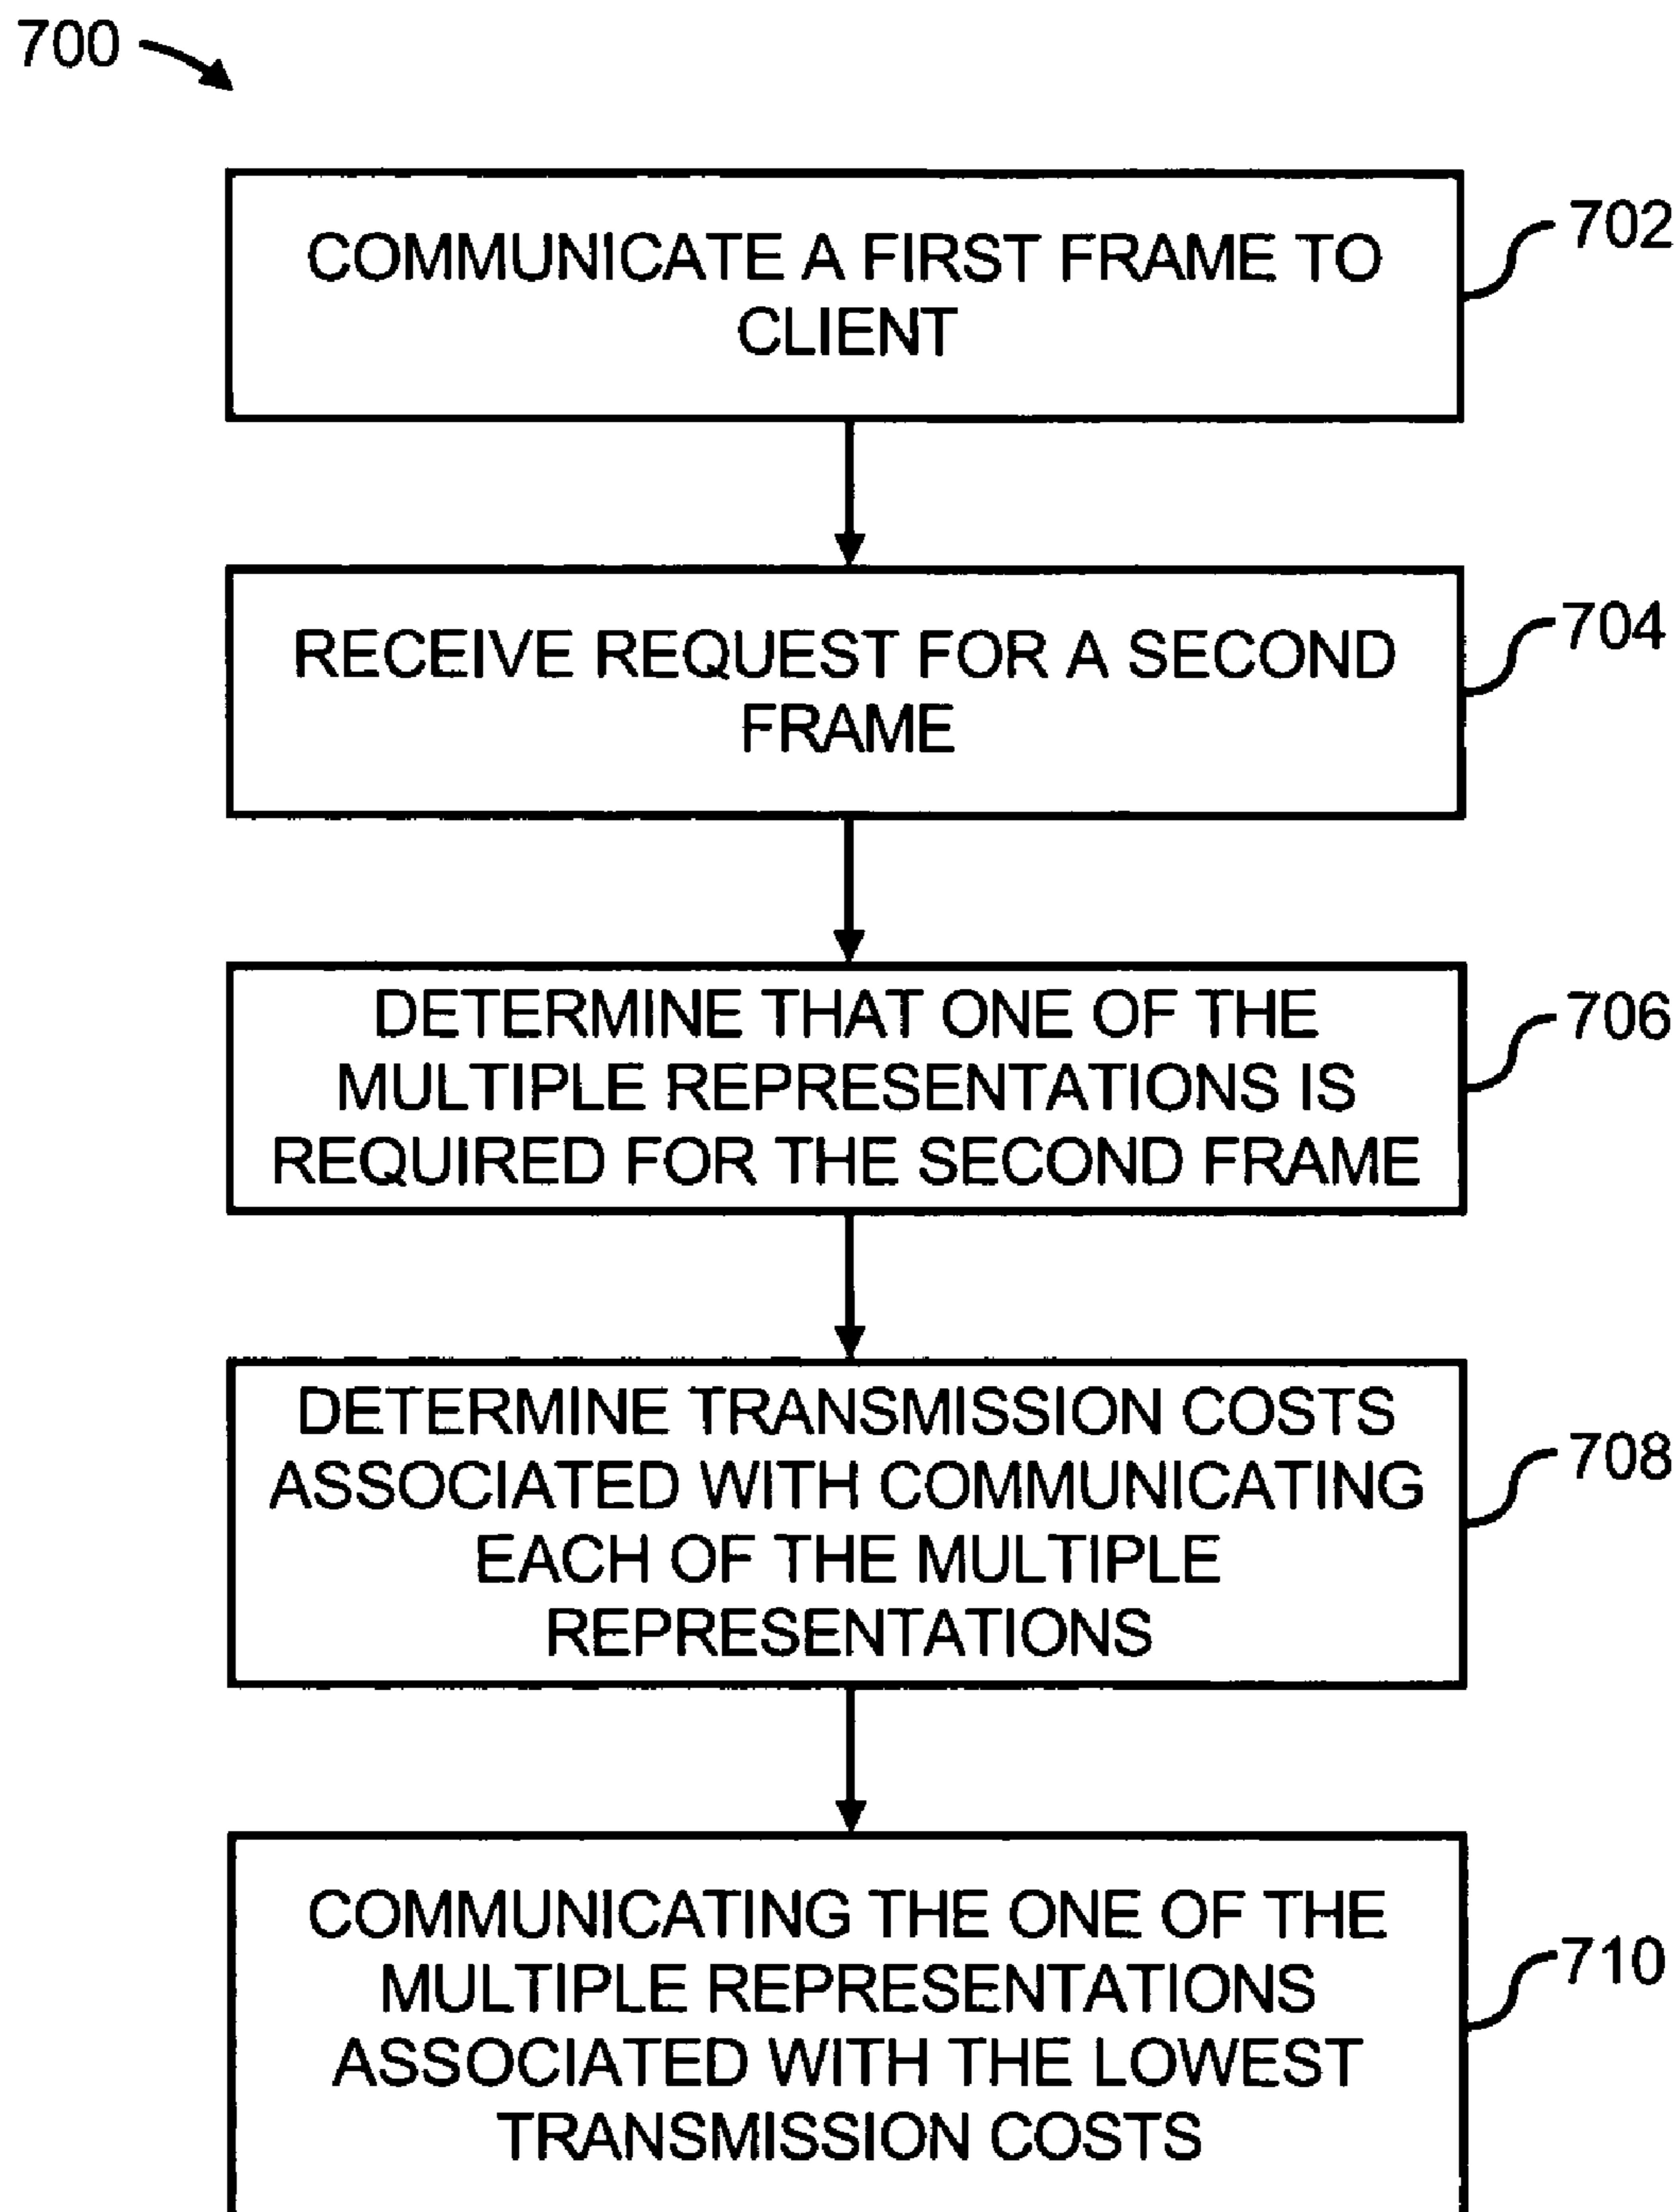 700
COMMUNICATE A FIRST FRAME TO
CLIENT
702
RECEIVE REQUEST FOR A SECOND
FRAME
704
DETERMINE THAT ONE OF THE
MULTIPLE REPRESENTATIONS IS
REQUIRED FOR THE SECOND FRAME
706
DETERMINE TRANSMISSION COSTS
ASSOCIATED WITH COMMUNICATING
EACH OF THE MULTIPLE
REPRESENTATIONS
708
COMMUNICATING THE ONE OF THE
MULTIPLE REPRESENTATIONS
ASSOCIATED WITH THE LOWEST
TRANSMISSION COSTS
710